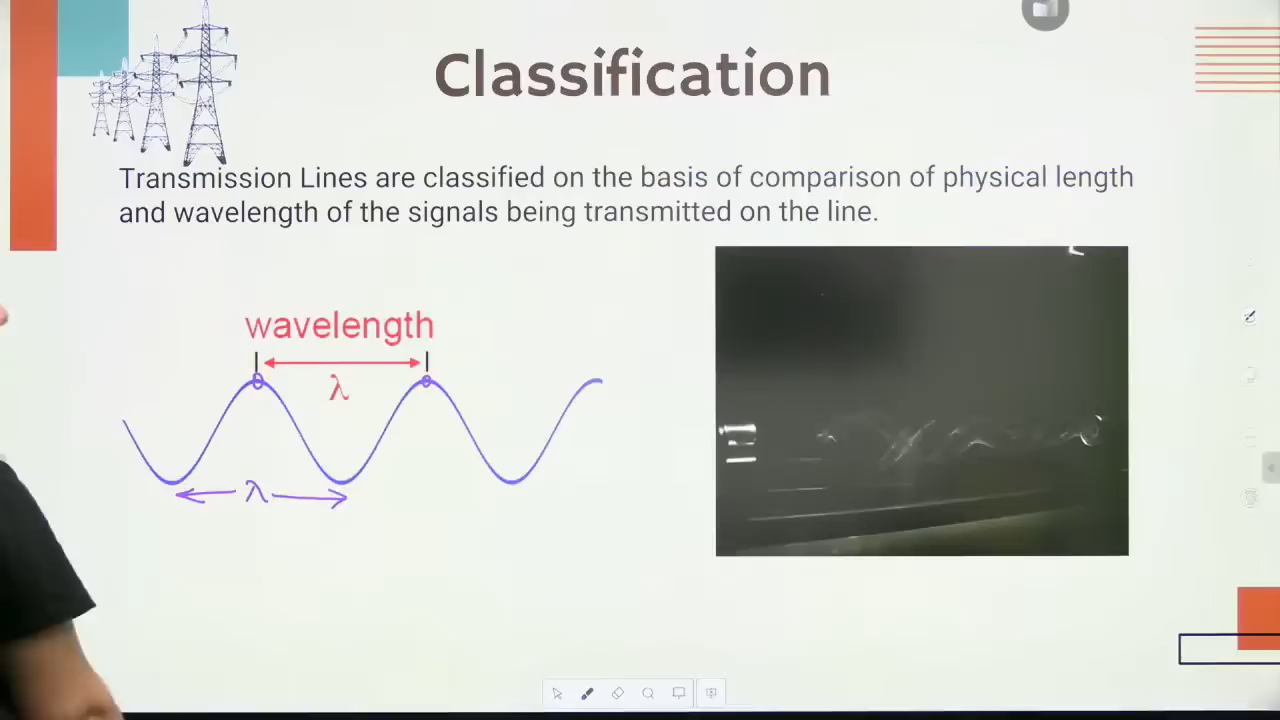 Classification
Transmission Lines are classified on the basis of comparison of physical length
and wavelength of the signals being transmitted on the line.
wavelength
λ
λ